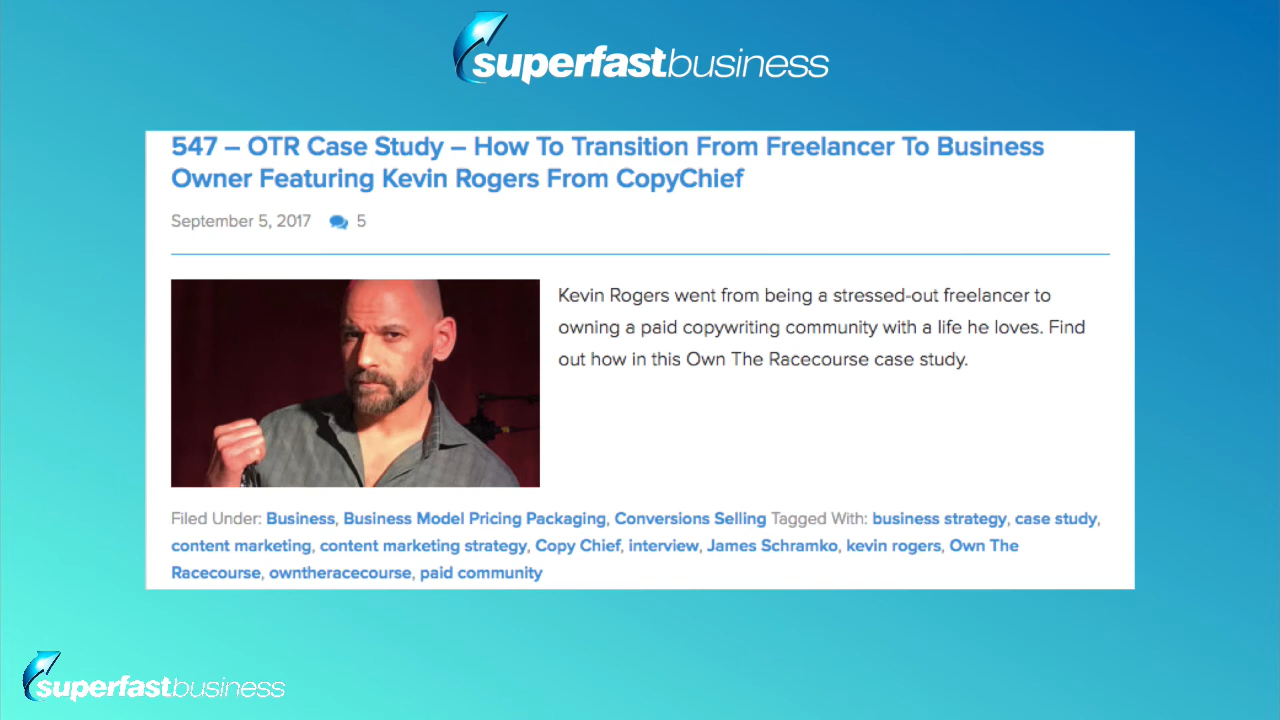 superfastbusiness
547 – OTR Case Study – How To Transition From Freelancer To Business
Owner Featuring Kevin Rogers From CopyChief
September 5, 2017 5
Kevin Rogers went from being a stressed-out freelancer to
owning a paid copywriting community with a life he loves. Find
out how in this Own The Racecourse case study.
Filed Under: Business, Business Model Pricing Packaging, Conversions Selling Tagged With: business strategy, case study,
content marketing, content marketing strategy, Copy Chief, interview, James Schramko, kevin rogers, Own The
Racecourse, owntheracecourse, paid community
superfastbusiness